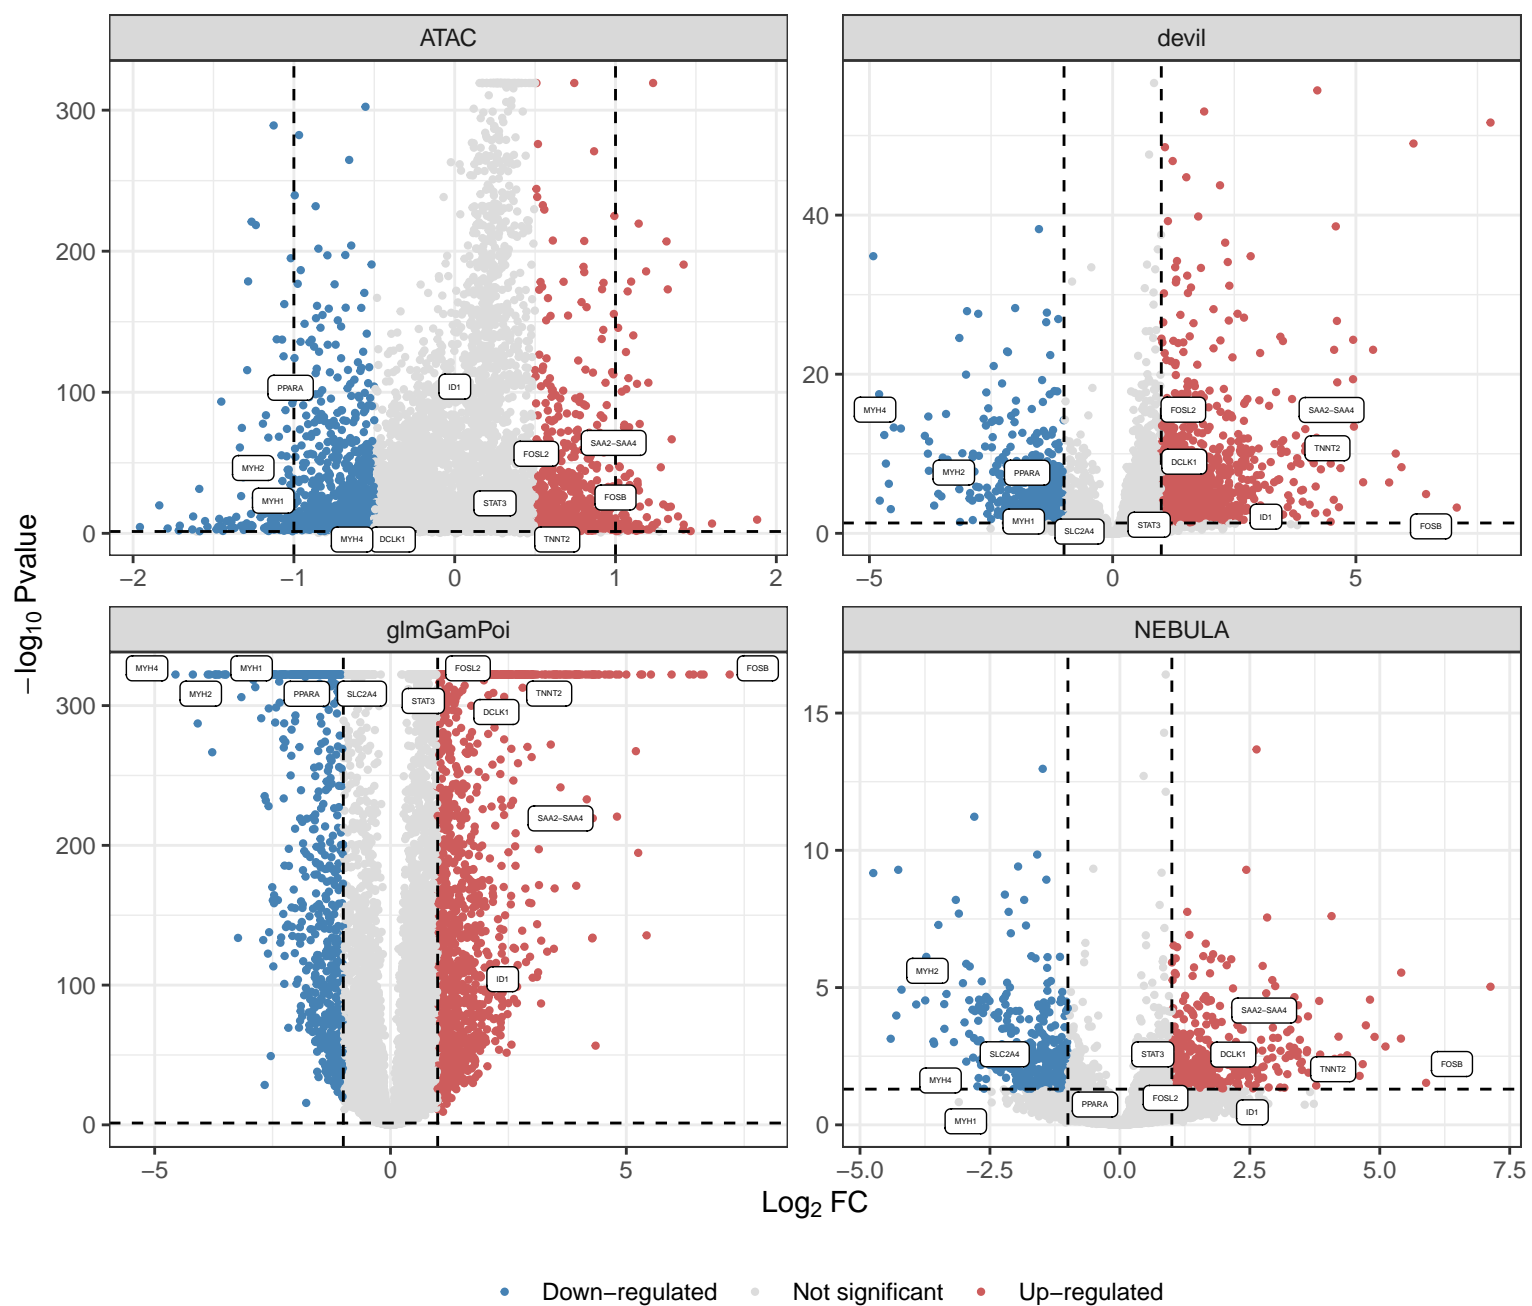 ATAC
devil
300
200
100
0
−2
−1
0
1
2
PPARA
ID1
MYH2
FOSL2
SAA2−SAA4
MYH1
STAT3
FOSB
MYH4
DCLK1
TNNT2
40
20
0
−5
0
5
MYH4
FOSL2
SAA2−SAA4
MYH2
PPARA
DCLK1
TNNT2
MYH1
SLC2A4
STAT3
ID1
FOSB
−log10 Pvalue
glmGamPoi
NEBULA
300
200
100
0
−5
0
5
MYH4
MYH1
FOSL2
FOSB
MYH2
PPARA
SLC2A4
STAT3
TNNT2
DCLK1
SAA2−SAA4
ID1
15
10
5
0
−5.0
−2.5
0.0
2.5
5.0
7.5
MYH2
SAA2−SAA4
SLC2A4
STAT3
DCLK1
FOSB
MYH4
TNNT2
PPARA
FOSL2
ID1
MYH1
Log2 FC
Down−regulated
Not significant
Up−regulated